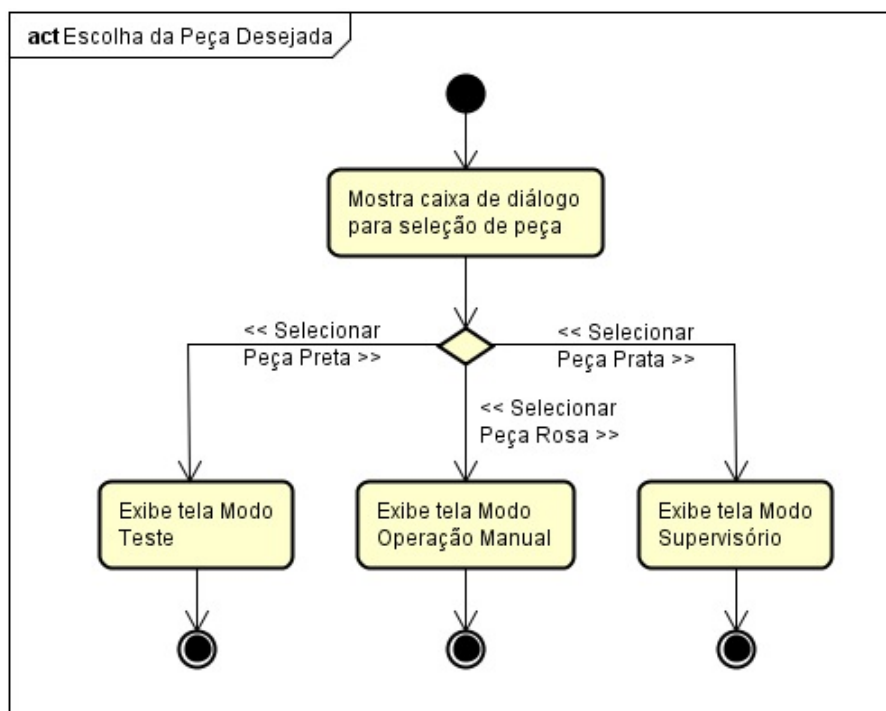 act Escolha da Peça Desejada
Mostra caixa de diálogo
para seleção de peça
<< Selecionar
Peça Preta >>
<< Selecionar
Peça Prata >>
<< Selecionar
Peça Rosa >>
Exibe tela Modo
Teste
Exibe tela Modo
Operação Manual
Exibe tela Modo
Supervisório